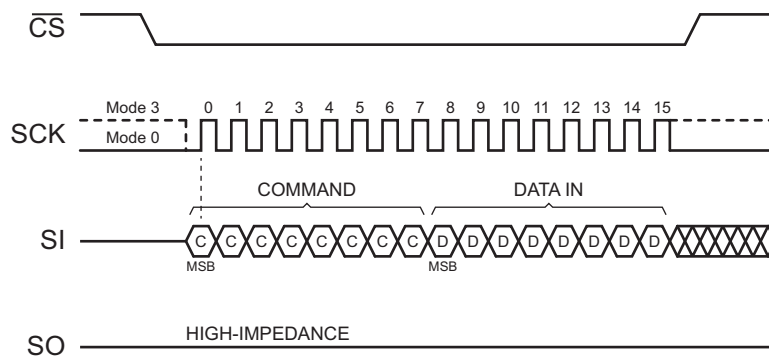 CS
Mode 3 0 1 2 3 4 5 6 7 8 9 10 11 12 13 14 15
SCK
Mode 0
COMMAND DATA IN
SI C C C C C C C C D D D D D D D D
MSB MSB
HIGH-IMPEDANCE
SO